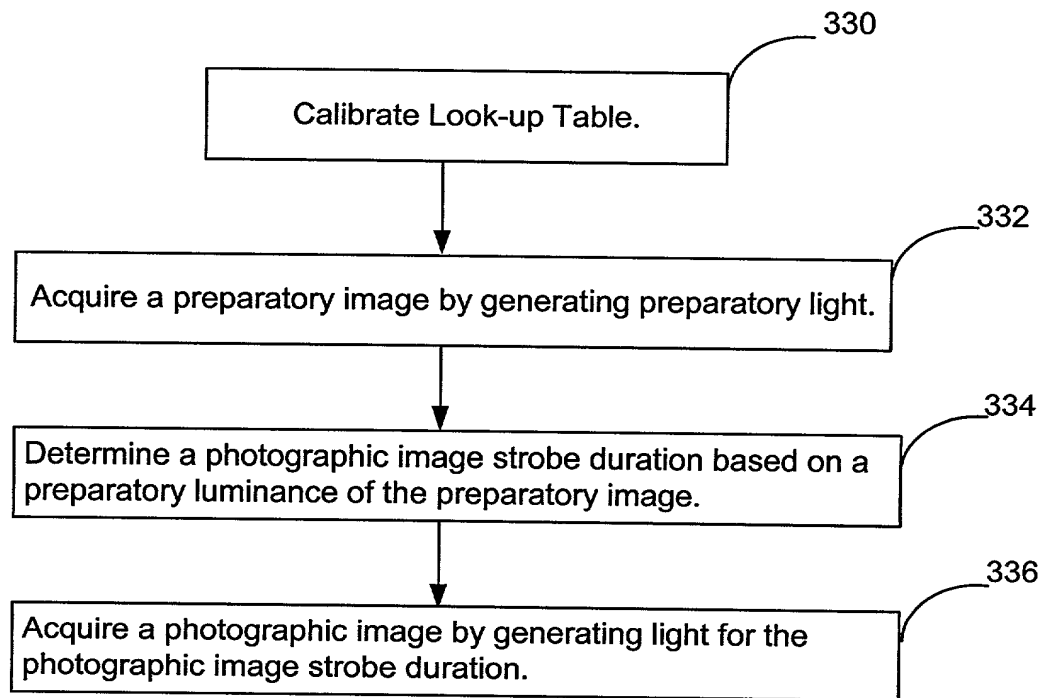 330
Calibrate Look-up Table.
332
Acquire a preparatory image by generating preparatory light.
334
Determine a photographic image strobe duration based on a
preparatory luminance of the preparatory image.
336
Acquire a photographic image by generating light for the
photographic image strobe duration.